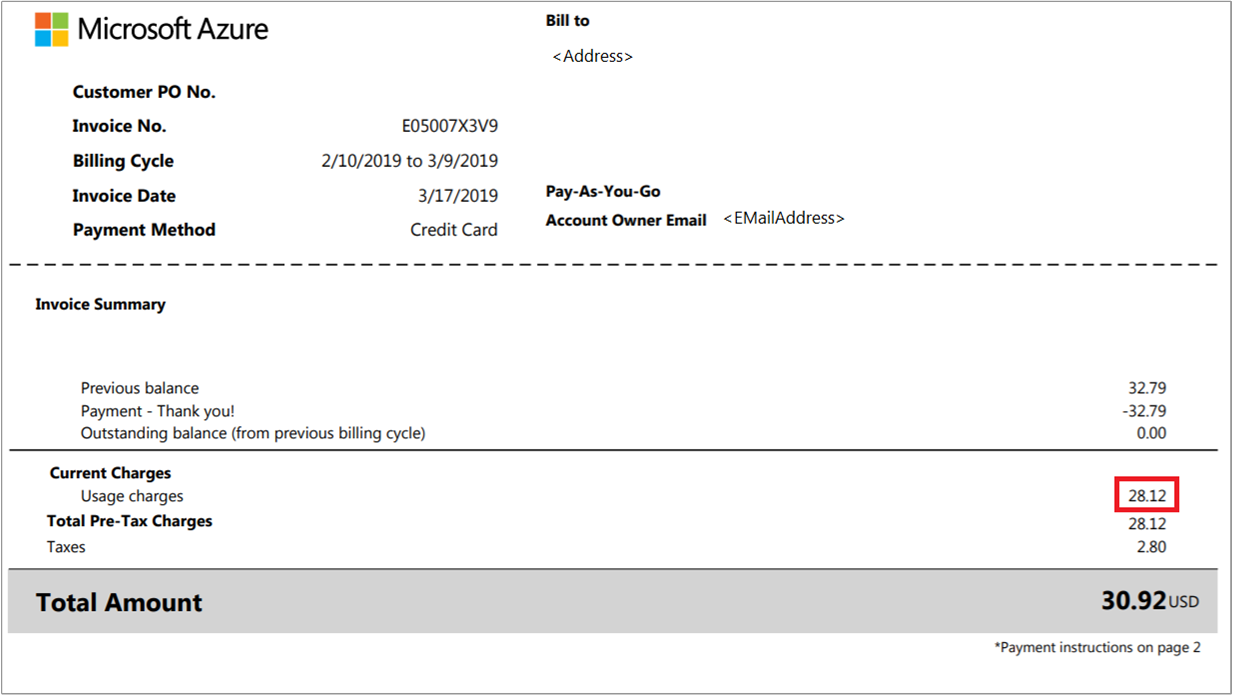 Microsoft Azure
Bill to
<Address>
Customer PO No.
Invoice No. E05007X3V9
Billing Cycle 2/10/2019 to 3/9/2019
Invoice Date 3/17/2019
Payment Method Credit Card
Pay-As-You-Go
Account Owner Email <EMailAddress>
Invoice Summary
Previous balance 32.79
Payment - Thank you! -32.79
Outstanding balance (from previous billing cycle) 0.00
Current Charges
Usage charges 28.12
Total Pre-Tax Charges 28.12
Taxes 2.80
Total Amount 30.92 USD
*Payment instructions on page 2